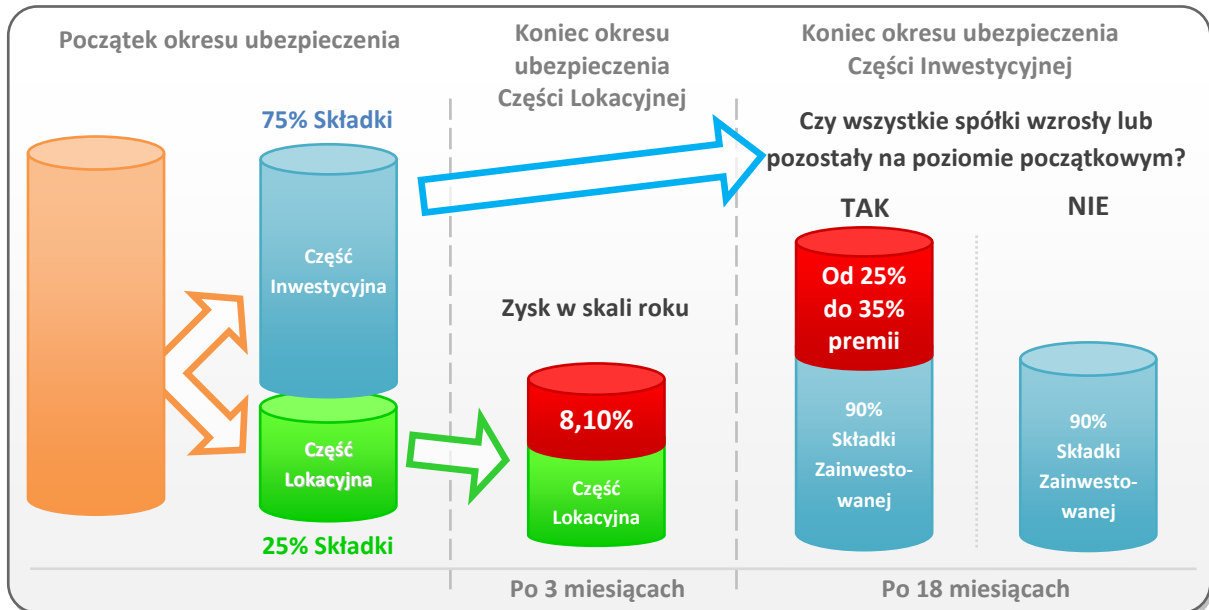 Początek okresu ubezpieczenia
75% Składki
Część
Inwestycyjna
Część
Lokacyjna
25% Składki
Koniec okresu
ubezpieczenia
Części Lokacyjnej
Zysk w skali roku
8,10%
Część
Lokacyjna
Po 3 miesiącach
Koniec okresu ubezpieczenia
Części Inwestycyjnej
Czy wszystkie spółki wzrosły lub
pozostały na poziomie początkowym?
TAK
Od 25%
do 35%
premii
90%
Składki
Zainwesto-
wanej
NIE
90%
Składki
Zainwesto-
wanej
Po 18 miesiącach